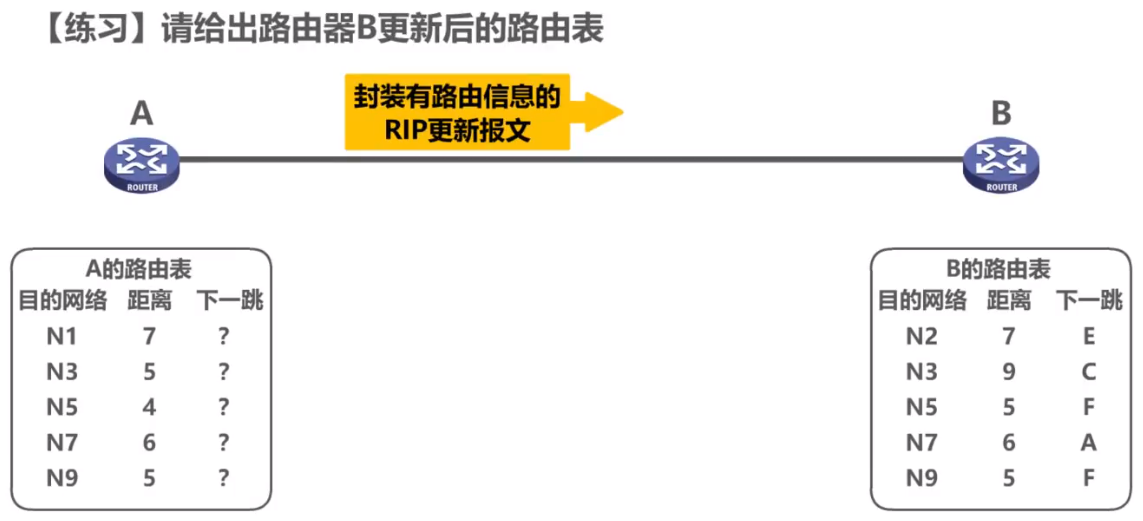 【练习】请给出路由器B更新后的路由表
封装有路由信息的
RIP更新报文
A
B
ROUTER
ROUTER
A的路由表
目的网络 距离 下一跳
N1 7 ?
N3 5 ?
N5 4 ?
N7 6 ?
N9 5 ?
B的路由表
目的网络 距离 下一跳
N2 7 E
N3 9 C
N5 5 F
N7 6 A
N9 5 F